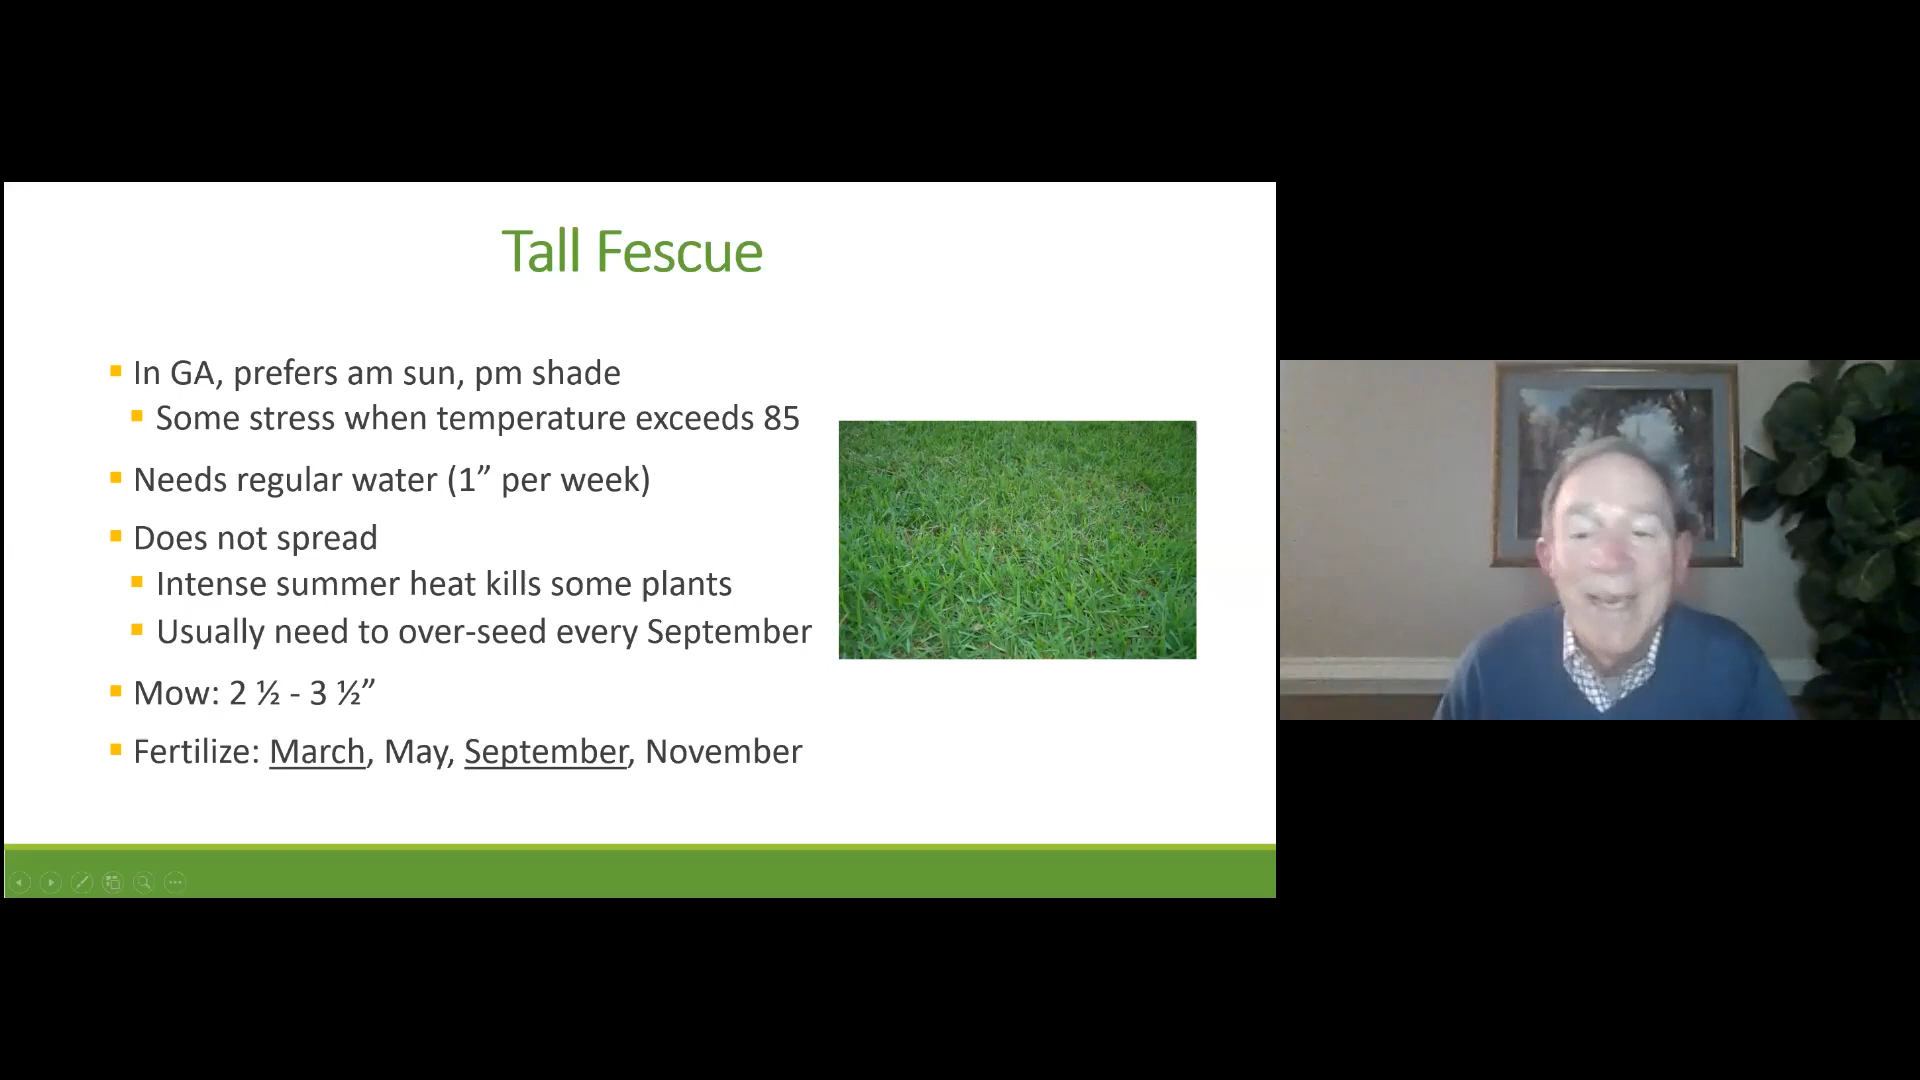 Tall Fescue
In GA, prefers am sun, pm shade
Some stress when temperature exceeds 85
Needs regular water (1” per week)
Does not spread
Intense summer heat kills some plants
Usually need to over-seed every September
Mow: 2 ½ - 3 ½”
Fertilize: March, May, September, November